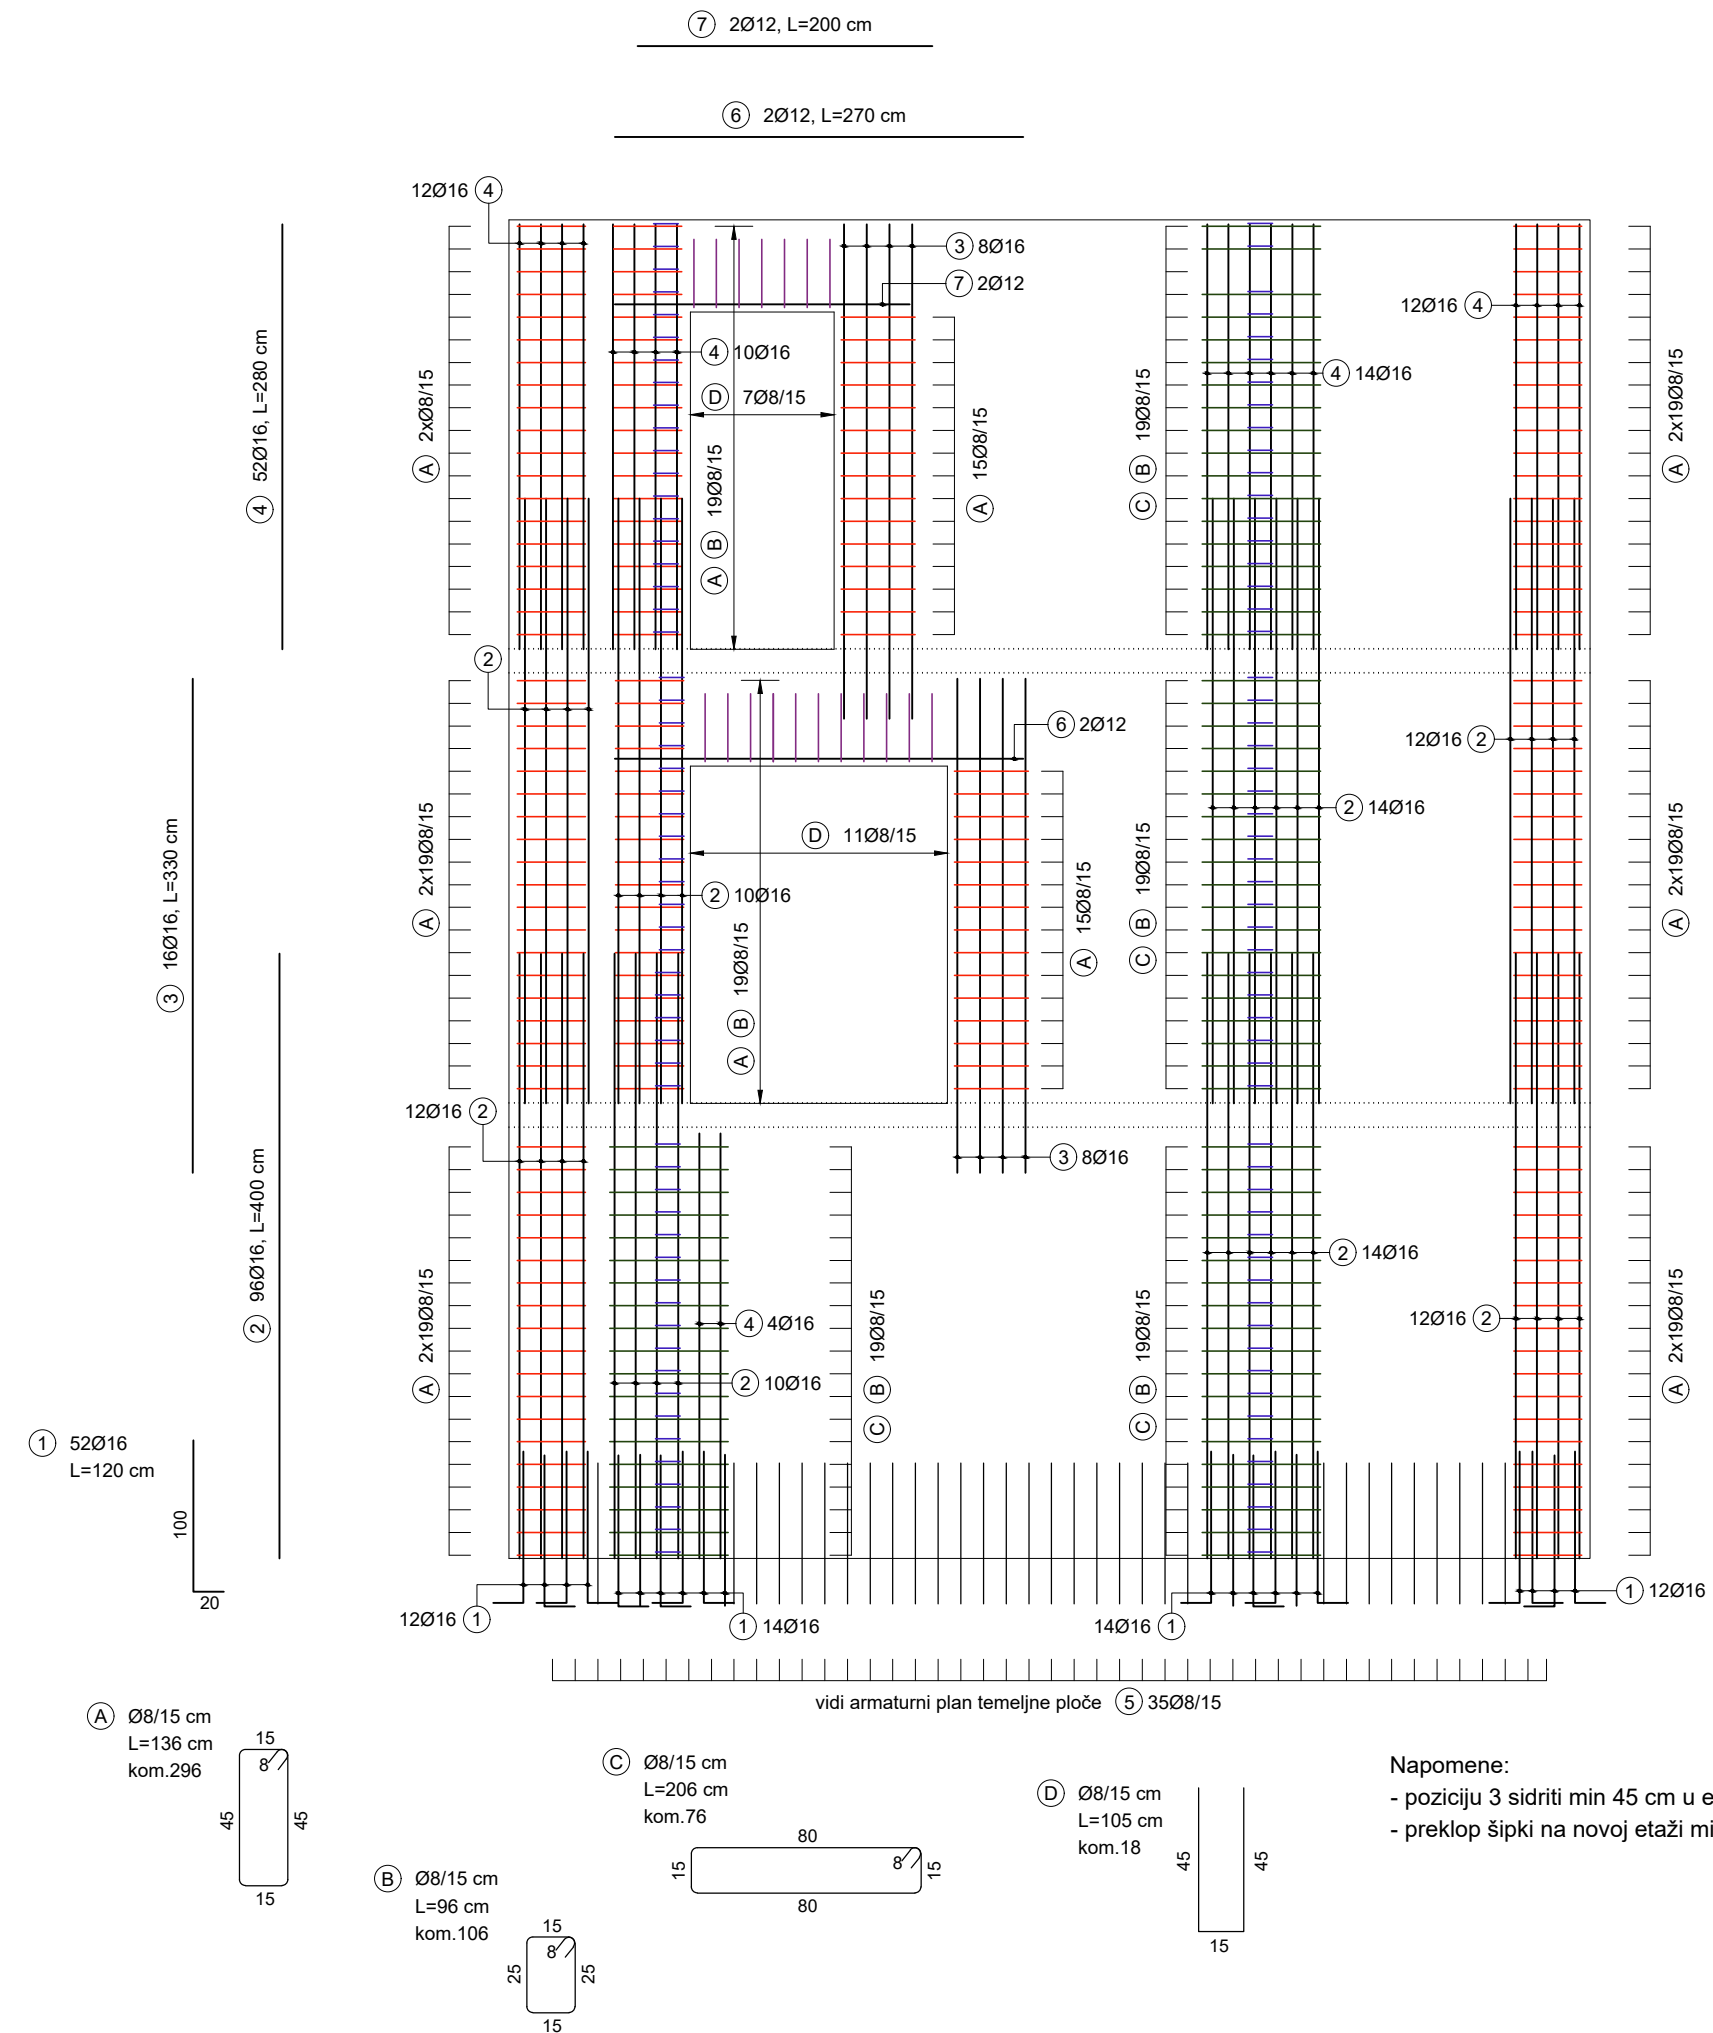 7 2Ø12, L=200 cm
6 2Ø12, L=270 cm
12Ø16 4
3 8Ø16
7 2Ø12
12Ø16 4
4 10Ø16
4 14Ø16
D 7Ø8/15
4 52Ø16, L=280 cm
A 2xØ8/15
A B 19Ø8/15
A 15Ø8/15
C B 19Ø8/15
A 2x19Ø8/15
2
6 2Ø12
12Ø16 2
2 14Ø16
D 11Ø8/15
2 10Ø16
3 16Ø16, L=330 cm
A 2x19Ø8/15
A B 19Ø8/15
A 15Ø8/15
C B 19Ø8/15
A 2x19Ø8/15
12Ø16 2
3 8Ø16
2 14Ø16
4 4Ø16
12Ø16 2
2 10Ø16
2 96Ø16, L=400 cm
A 2x19Ø8/15
C B 19Ø8/15
C B 19Ø8/15
A 2x19Ø8/15
1 52Ø16
L=120 cm
100
20
12Ø16 1
1 14Ø16
14Ø16 1
1 12Ø16
vidi armaturni plan temeljne ploče 5 35Ø8/15
A Ø8/15 cm
L=136 cm
kom.296
15
8
45
45
15
B Ø8/15 cm
L=96 cm
kom.106
15
8
25
25
15
C Ø8/15 cm
L=206 cm
kom.76
80
15
8
15
80
D Ø8/15 cm
L=105 cm
kom.18
45
45
15
Napomene:
- poziciju 3 sidriti min 45 cm u e
- preklop šipki na novoj etaži mi